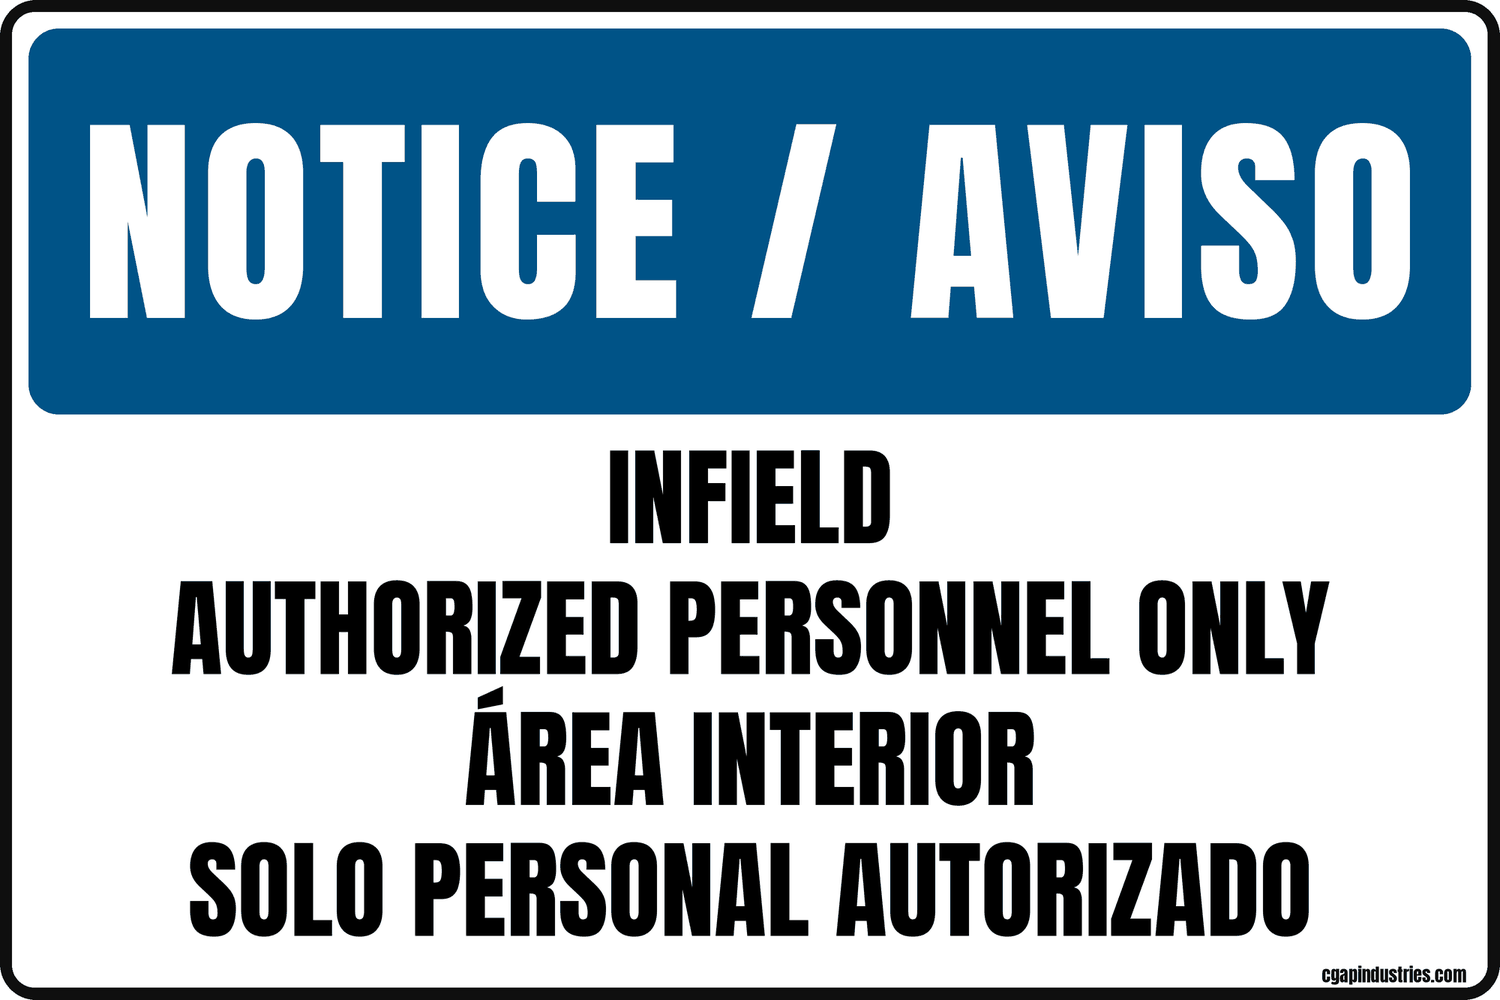 NOTICE / AVISO
INFIELD
AUTHORIZED PERSONNEL ONLY
ÁREA INTERIOR
SOLO PERSONAL AUTORIZADO
cgapindustries.com